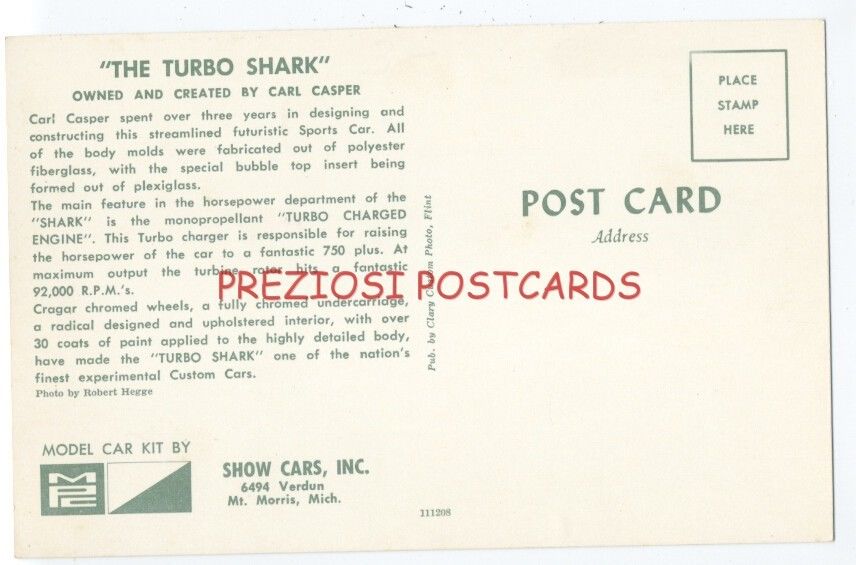 "THE TURBO SHARK"
OWNED AND CREATED BY CARL CASPER
Carl Casper spent over three years in designing and
constructing this streamlined futuristic Sports Car. All
of the body molds were fabricated out of polyester
fiberglass, with the special bubble top insert being
formed out of plexiglass.
The main feature in the horsepower department of the
"SHARK" is the monopropellant "TURBO CHARGED
ENGINE". This Turbo charger is responsible for raising
the horsepower of the car to a fantastic 750 plus. At
maximum output the turbine rotor hits a fantastic
92,000 R.P.M.'s.
Cragar chromed wheels, a fully chromed undercarriage,
a radical designed and upholstered interior, with over
30 coats of paint applied to the highly detailed body,
have made the "TURBO SHARK" one of the nation's
finest experimental Custom Cars.
Photo by Robert Hegge
MODEL CAR KIT BY
MPC
SHOW CARS, INC.
6494 Verdun
Mt. Morris, Mich.
111208
Pub. by Clary Custom Photo, Flint
PLACE
STAMP
HERE
POST CARD
Address
PREZIOSI POSTCARDS